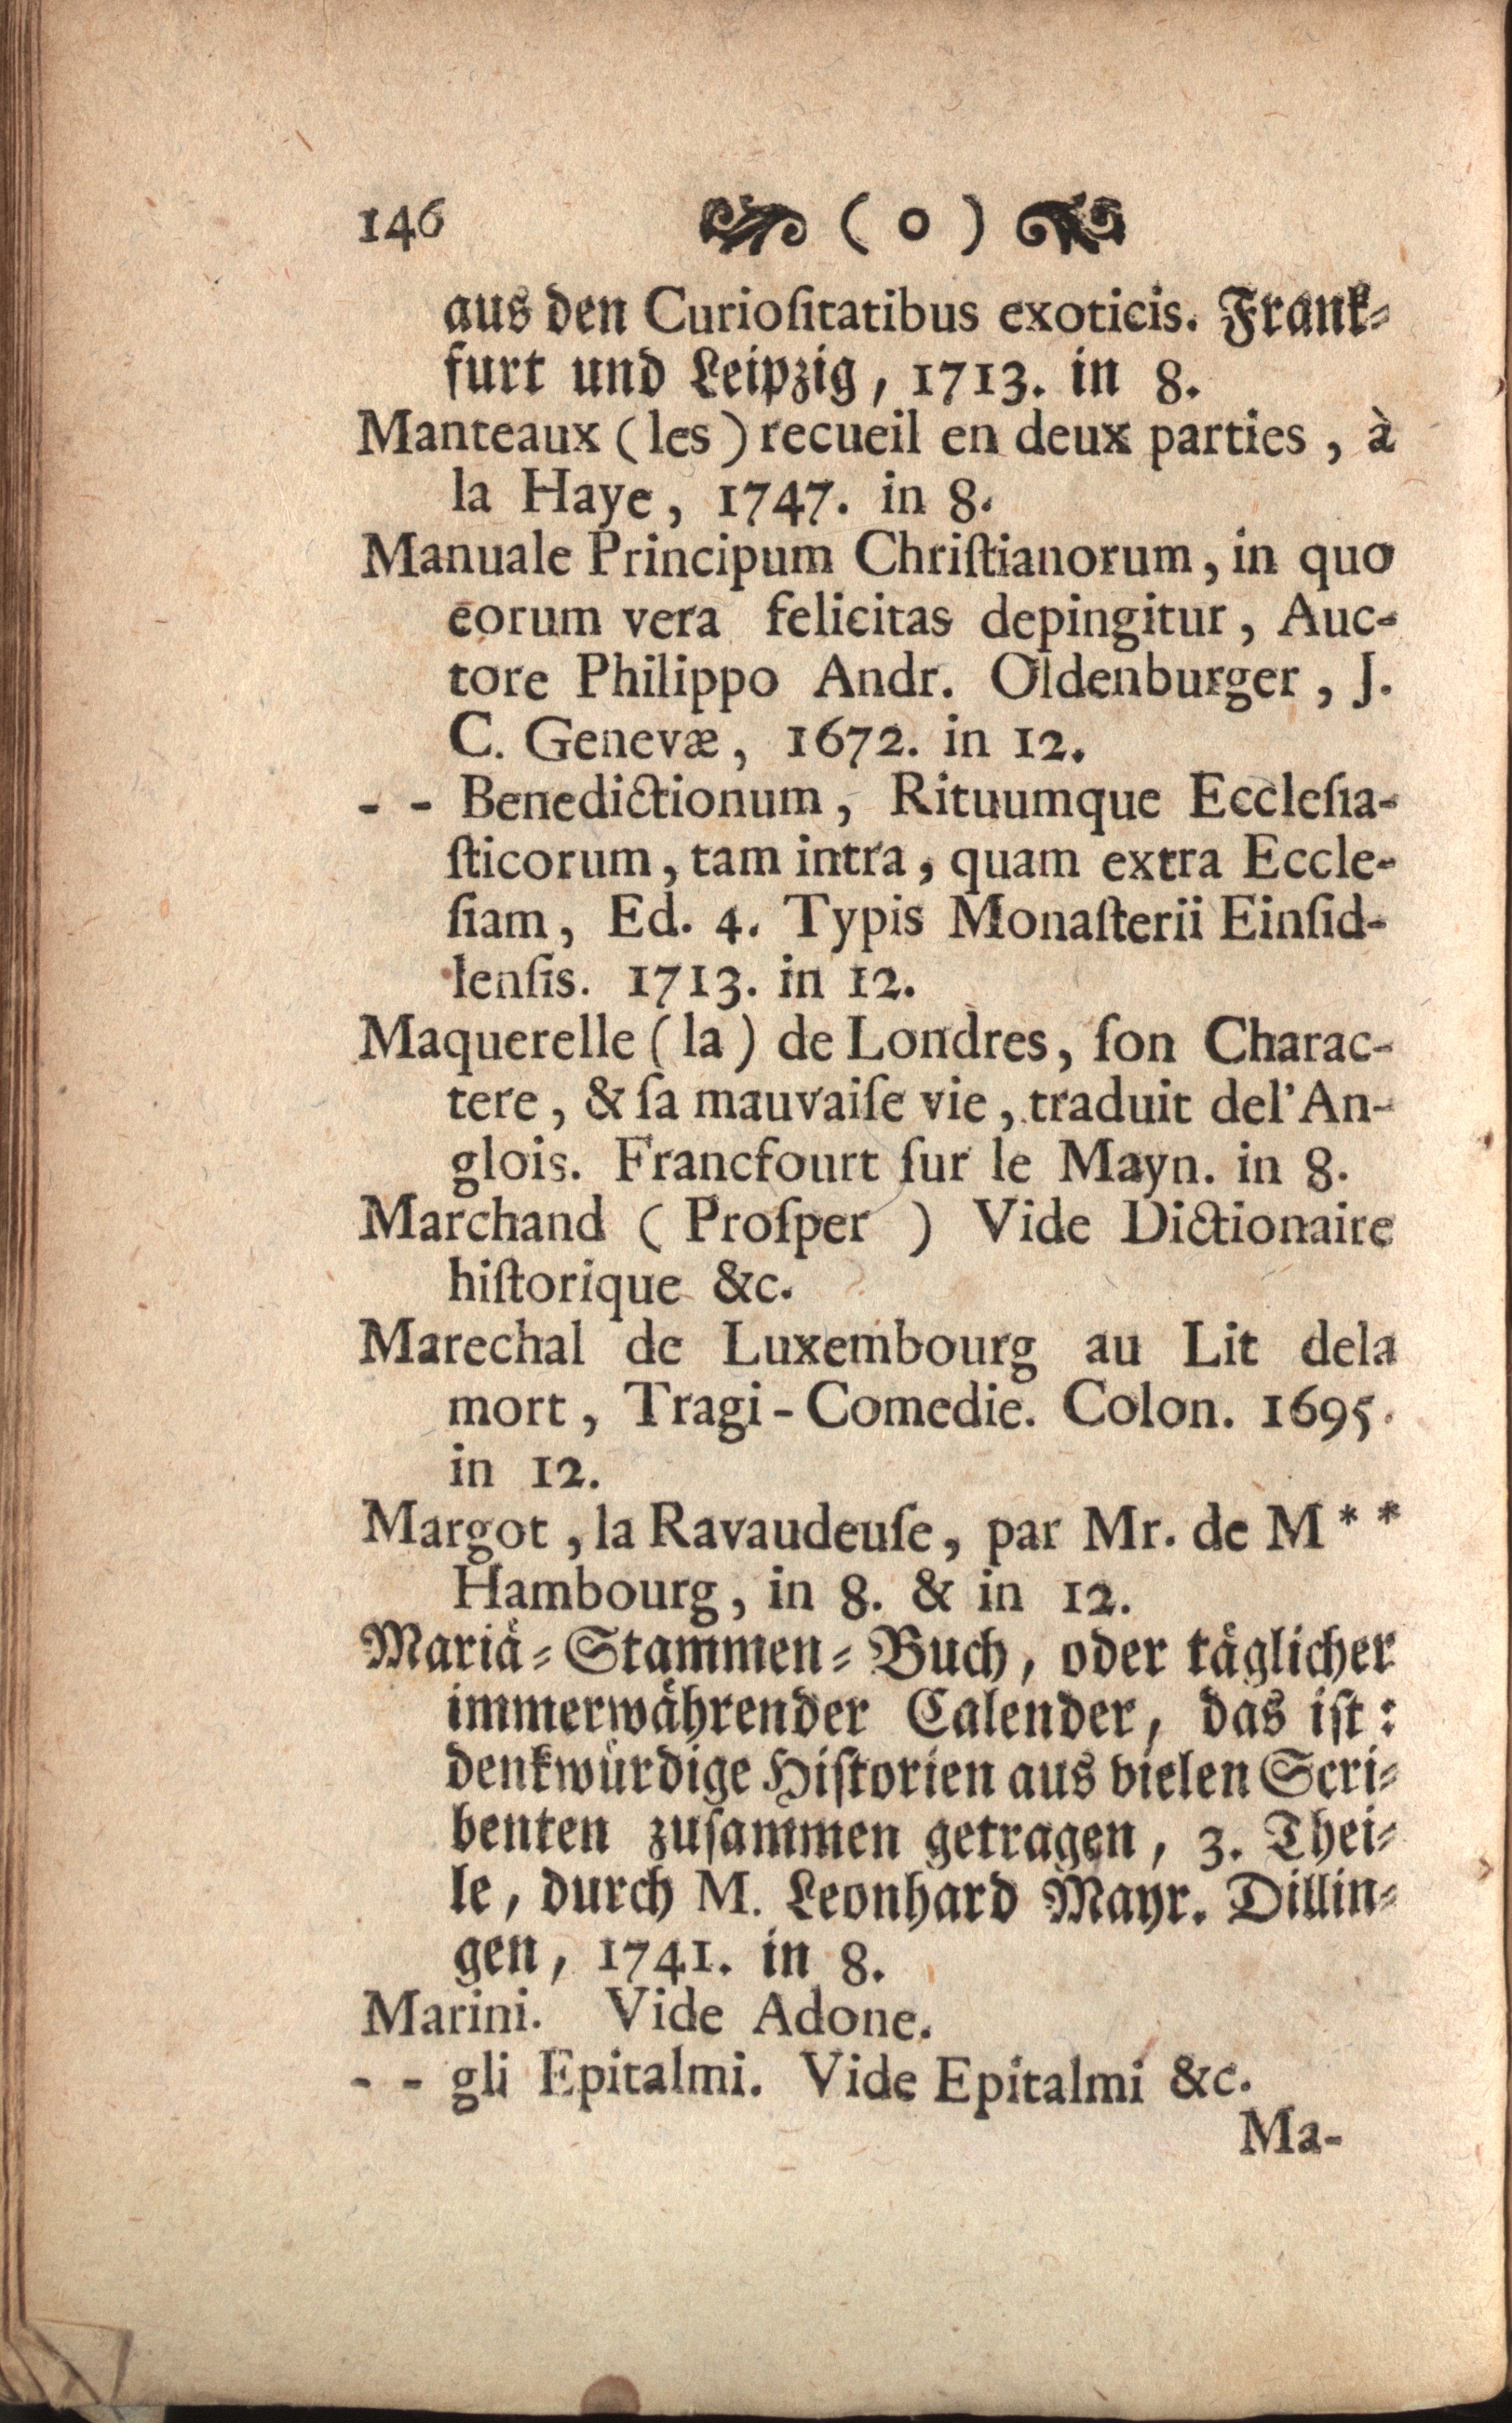 146 ( o )
aus den Curioſitatibus exoticis. Frank-
furt und Leipzig, 1713. in 8.
Manteaux (les) recueil en deux parties, à
la Haye, 1747. in 8.
Manuale Principum Chriſtianorum, in quo
eorum vera felicitas depingitur, Auc-
tore Philippo Andr. Oldenburger, J.
C. Genevæ, 1672. in 12.
- - Benedictionum, Rituumque Eccleſia-
ſticorum, tam intra, quam extra Eccle-
ſiam, Ed. 4. Typis Monaſterii Einſid-
lenſis. 1713. in 12.
Maquerelle (la) de Londres, ſon Charac-
tere, & ſa mauvaiſe vie, traduit del'An-
glois. Francfourt ſur le Mayn. in 8.
Marchand ( Proſper ) Vide Dictionaire
hiſtorique &c.
Marechal de Luxembourg au Lit dela
mort, Tragi-Comedie. Colon. 1695.
in 12.
Margot, la Ravaudeuſe, par Mr. de M * *
Hambourg, in 8. & in 12.
Mariä-Stammen-Buch, oder täglicher
immerwährender Calender, das iſt:
denkwürdige Hiſtorien aus vielen Scri-
benten zuſammen getragen, 3. Thei-
le, durch M. Leonhard Mayr. Dillin-
gen, 1741. in 8.
Marini. Vide Adone.
- - gli Epitalmi. Vide Epitalmi &c.
Ma-